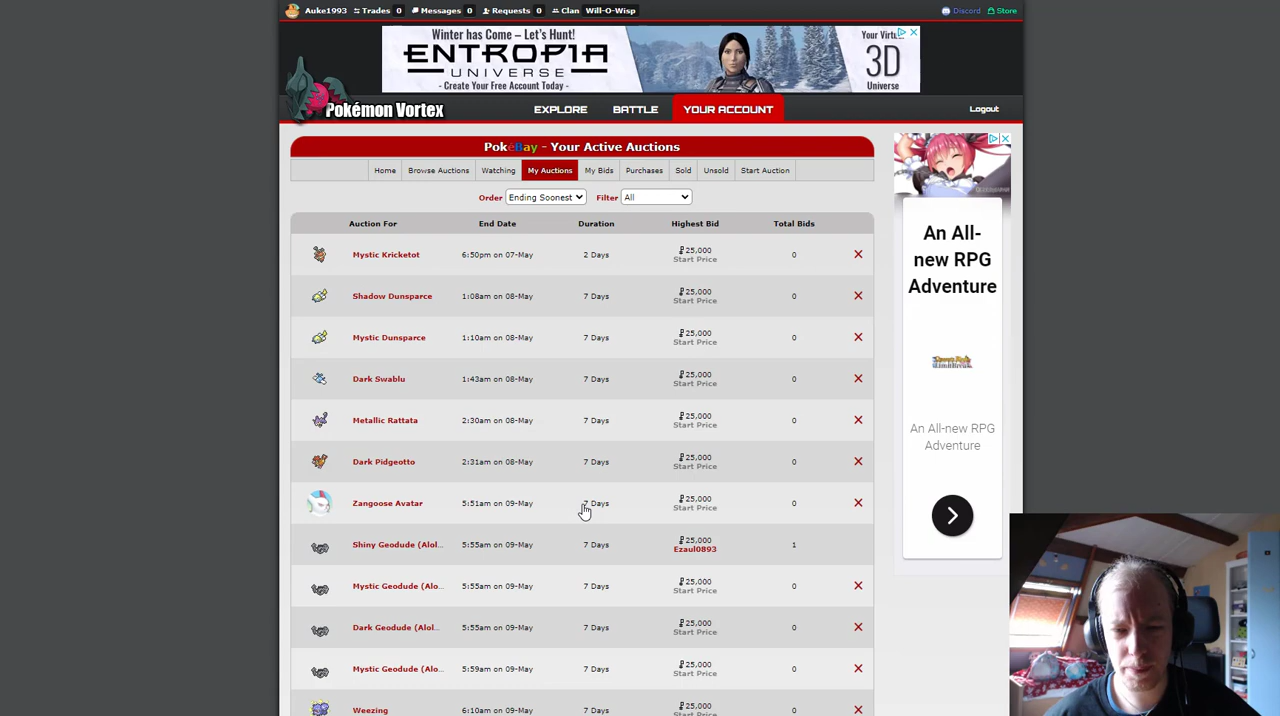 Auke1993 Trades 0 Messages 0 Requests 0 Clan Will-O-Wisp Discord Store
Winter has Come – Let's Hunt!
ENTROPIA
UNIVERSE
- Create Your Free Account Today -
Your Virtu
3D
Universe
Pokémon Vortex
EXPLORE BATTLE YOUR ACCOUNT Logout
PokéBay - Your Active Auctions
Home Browse Auctions Watching My Auctions My Bids Purchases Sold Unsold Start Auction
Order Ending Soonest Filter All
Auction For End Date Duration Highest Bid Total Bids
Mystic Kricketot 6:50pm on 07-May 2 Days 25,000 0
Start Price
Shadow Dunsparce 1:08am on 08-May 7 Days 25,000 0
Start Price
Mystic Dunsparce 1:10am on 08-May 7 Days 25,000 0
Start Price
Dark Swablu 1:43am on 08-May 7 Days 25,000 0
Start Price
Metallic Rattata 2:30am on 08-May 7 Days 25,000 0
Start Price
Dark Pidgeotto 2:31am on 08-May 7 Days 25,000 0
Start Price
Zangoose Avatar 5:51am on 09-May 7 Days 25,000 0
Start Price
Shiny Geodude (Alol... 5:55am on 09-May 7 Days 25,000 1
Ezaul0893
Mystic Geodude (Alo... 5:55am on 09-May 7 Days 25,000 0
Start Price
Dark Geodude (Alol... 5:55am on 09-May 7 Days 25,000 0
Start Price
Mystic Geodude (Alo... 5:59am on 09-May 7 Days 25,000 0
Start Price
Weezing 6:10am on 09-May 7 Days 25,000 0
An All-
new RPG
Adventure
An All-new RPG
Adventure